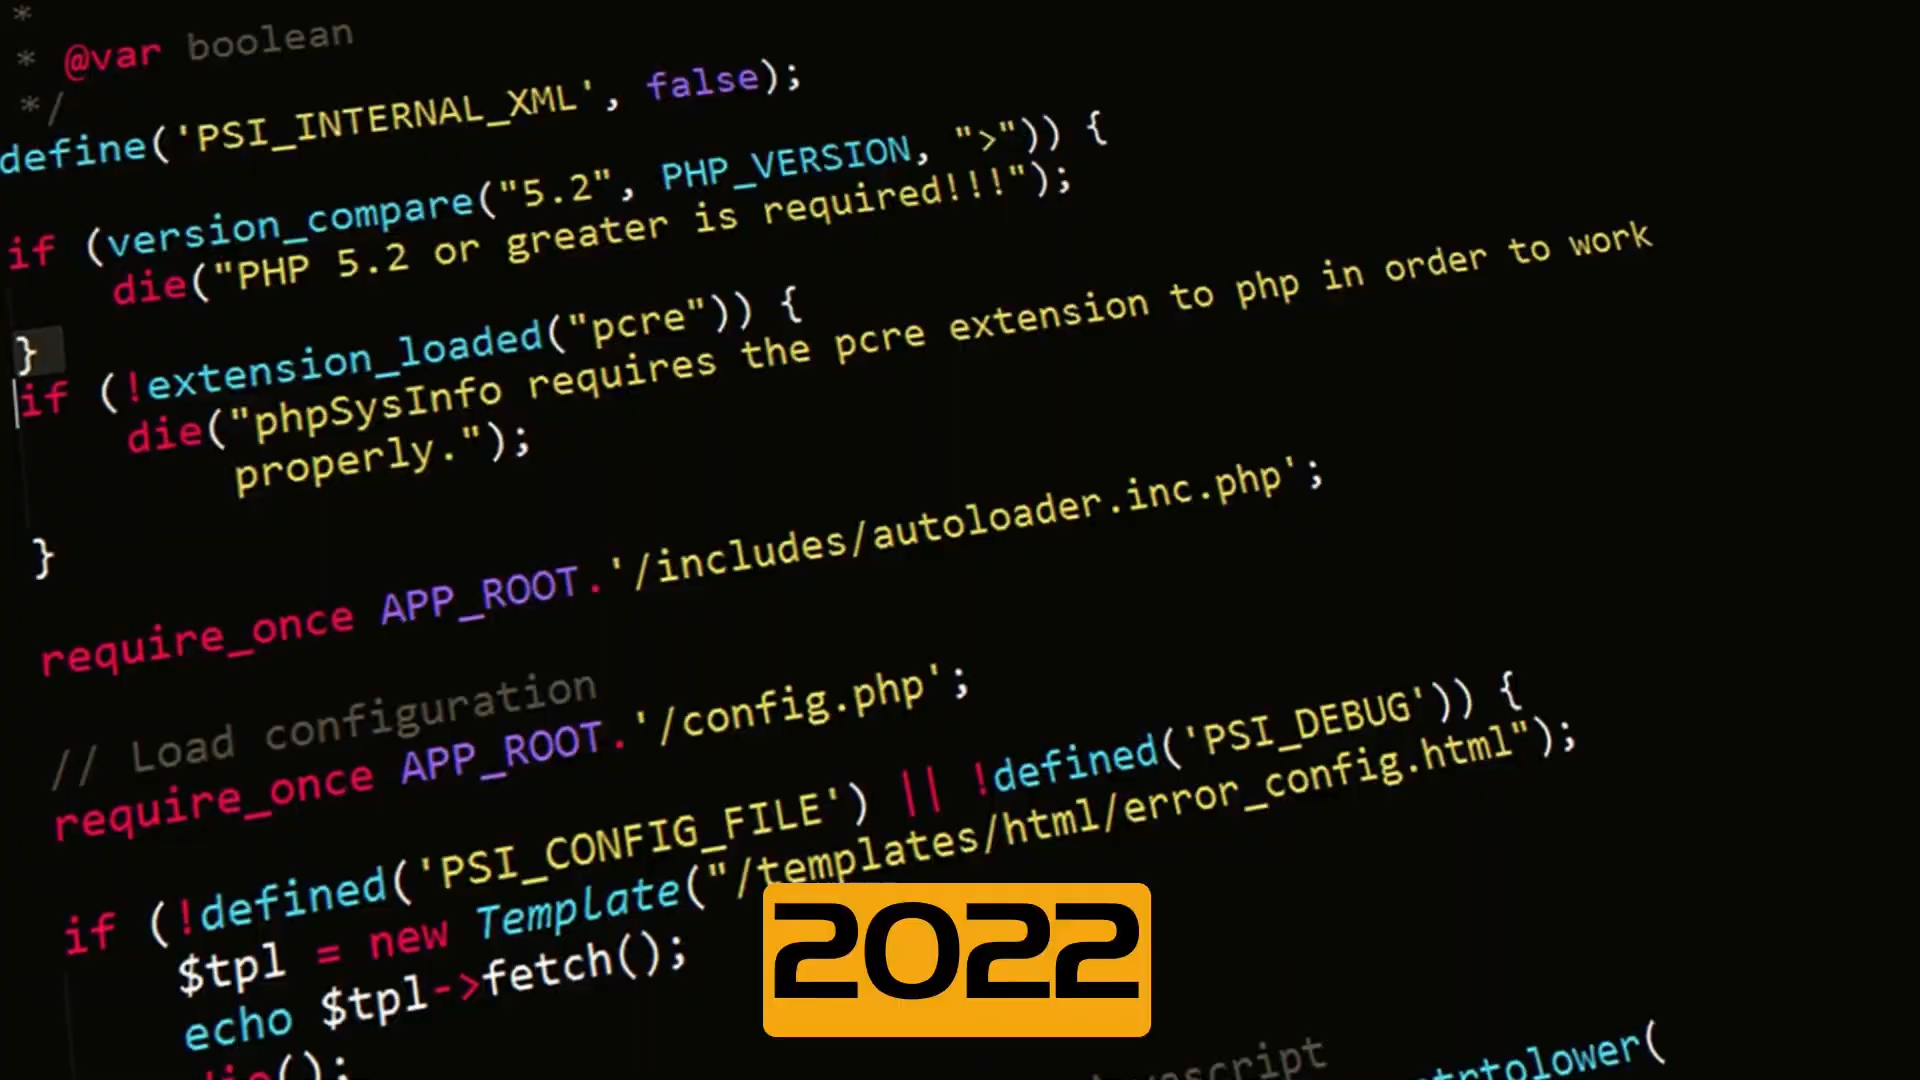 *
* @var boolean
*/
define('PSI_INTERNAL_XML', false);
if (version_compare("5.2", PHP_VERSION, ">")) {
die("PHP 5.2 or greater is required!!!");
}
if (!extension_loaded("pcre")) {
die("phpSysInfo requires the pcre extension to php in order to work
properly.");
}
require_once APP_ROOT.'/includes/autoloader.inc.php';
// Load configuration
require_once APP_ROOT.'/config.php';
if (!defined('PSI_CONFIG_FILE') || !defined('PSI_DEBUG')) {
$tpl = new Template("/templates/html/error_config.html");
echo $tpl->fetch();
die();
2022